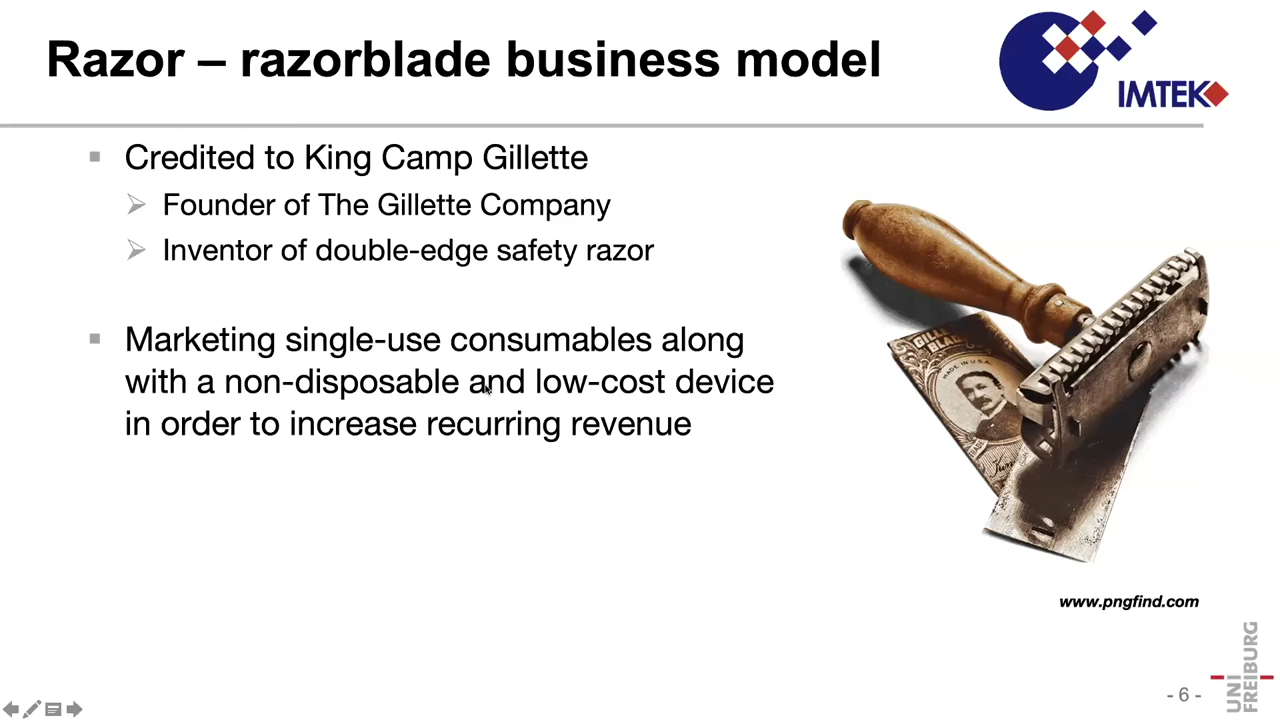 Razor – razorblade business model
IMTEK
Credited to King Camp Gillette
Founder of The Gillette Company
Inventor of double-edge safety razor
Marketing single-use consumables along
with a non-disposable and low-cost device
in order to increase recurring revenue
MADE IN U.S.A
www.pngfind.com
- 6 -
UNI
FREIBURG